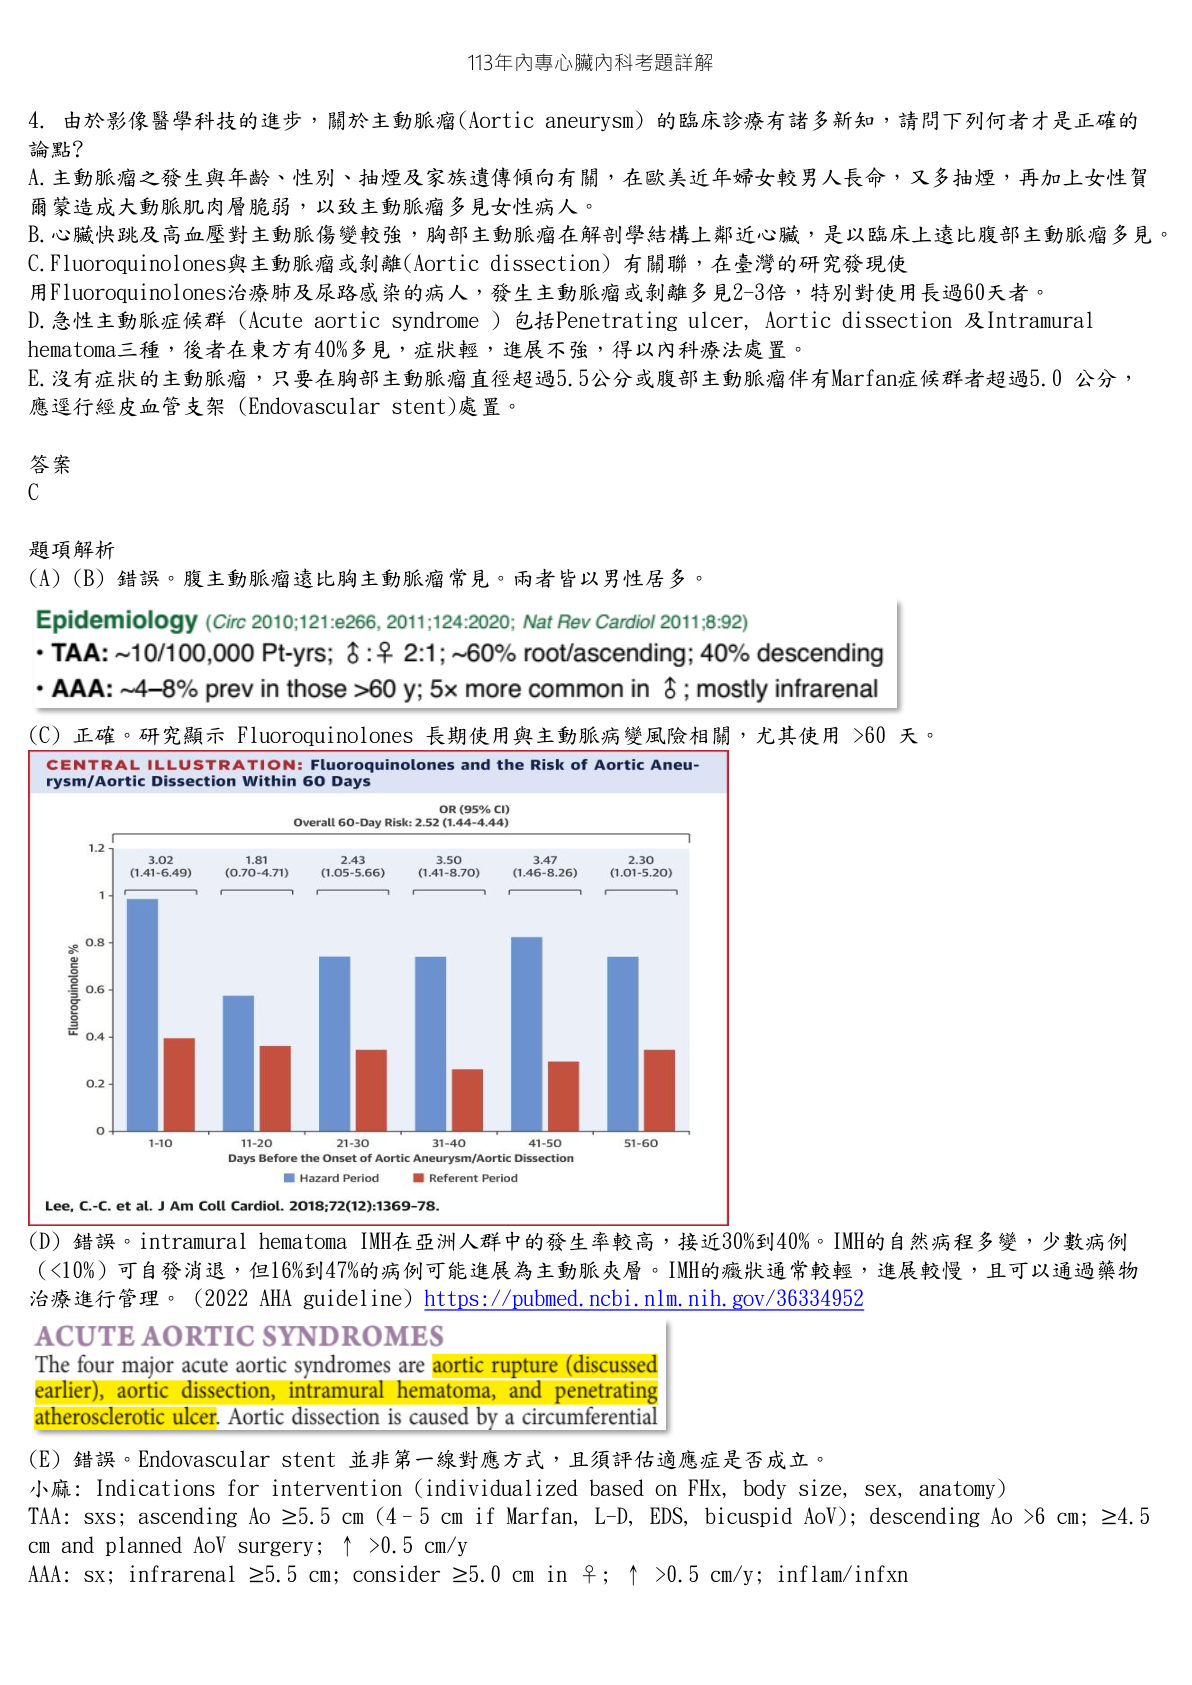 113年內專心臟內科考題詳解
4. 由於影像醫學科技的進步，關於主動脈瘤(Aortic aneurysm) 的臨床診療有諸多新知，請問下列何者才是正確的
論點?
A.主動脈瘤之發生與年齡、性別、抽煙及家族遺傳傾向有關，在歐美近年婦女較男人長命，又多抽煙，再加上女性賀
爾蒙造成大動脈肌肉層脆弱，以致主動脈瘤多見女性病人。
B.心臟快跳及高血壓對主動脈傷變較強，胸部主動脈瘤在解剖學結構上鄰近心臟，是以臨床上遠比腹部主動脈瘤多見。
C.Fluoroquinolones與主動脈瘤或剝離(Aortic dissection) 有關聯，在臺灣的研究發現使
用Fluoroquinolones治療肺及尿路感染的病人，發生主動脈瘤或剝離多見2-3倍，特別對使用長過60天者。
D.急性主動脈症候群 (Acute aortic syndrome ) 包括Penetrating ulcer, Aortic dissection 及Intramural
hematoma三種，後者在東方有40%多見，症狀輕，進展不強，得以內科療法處置。
E.沒有症狀的主動脈瘤，只要在胸部主動脈瘤直徑超過5.5公分或腹部主動脈瘤伴有Marfan症候群者超過5.0 公分，
應逕行經皮血管支架 (Endovascular stent)處置。
答案
C
題項解析
(A) (B) 錯誤。腹主動脈瘤遠比胸主動脈瘤常見。兩者皆以男性居多。
Epidemiology (Circ 2010;121:e266, 2011;124:2020; Nat Rev Cardiol 2011;8:92)
• TAA: ~10/100,000 Pt-yrs; ♂:♀ 2:1; ~60% root/ascending; 40% descending
• AAA: ~4–8% prev in those >60 y; 5× more common in ♂; mostly infrarenal
(C) 正確。研究顯示 Fluoroquinolones 長期使用與主動脈病變風險相關，尤其使用 >60 天。
CENTRAL ILLUSTRATION: Fluoroquinolones and the Risk of Aortic Aneu-
rysm/Aortic Dissection Within 60 Days
OR (95% CI)
Overall 60-Day Risk: 2.52 (1.44-4.44)
3.02 1.81 2.43 3.50 3.47 2.30
(1.41-6.49) (0.70-4.71) (1.05-5.66) (1.41-8.70) (1.46-8.26) (1.01-5.20)
1.2
1
0.8
0.6
0.4
0.2
0
Fluoroquinolone %
1-10 11-20 21-30 31-40 41-50 51-60
Days Before the Onset of Aortic Aneurysm/Aortic Dissection
Hazard Period Referent Period
Lee, C.-C. et al. J Am Coll Cardiol. 2018;72(12):1369–78.
(D) 錯誤。intramural hematoma IMH在亞洲人群中的發生率較高，接近30%到40%。IMH的自然病程多變，少數病例
（<10%）可自發消退，但16%到47%的病例可能進展為主動脈夾層。IMH的癥狀通常較輕，進展較慢，且可以通過藥物
治療進行管理。 (2022 AHA guideline) https://pubmed.ncbi.nlm.nih.gov/36334952
ACUTE AORTIC SYNDROMES
The four major acute aortic syndromes are aortic rupture (discussed
earlier), aortic dissection, intramural hematoma, and penetrating
atherosclerotic ulcer. Aortic dissection is caused by a circumferential
(E) 錯誤。Endovascular stent 並非第一線對應方式，且須評估適應症是否成立。
小麻: Indications for intervention (individualized based on FHx, body size, sex, anatomy)
TAA: sxs; ascending Ao ≥5.5 cm (4–5 cm if Marfan, L-D, EDS, bicuspid AoV); descending Ao >6 cm; ≥4.5
cm and planned AoV surgery; ↑ >0.5 cm/y
AAA: sx; infrarenal ≥5.5 cm; consider ≥5.0 cm in ♀; ↑ >0.5 cm/y; inflam/infxn